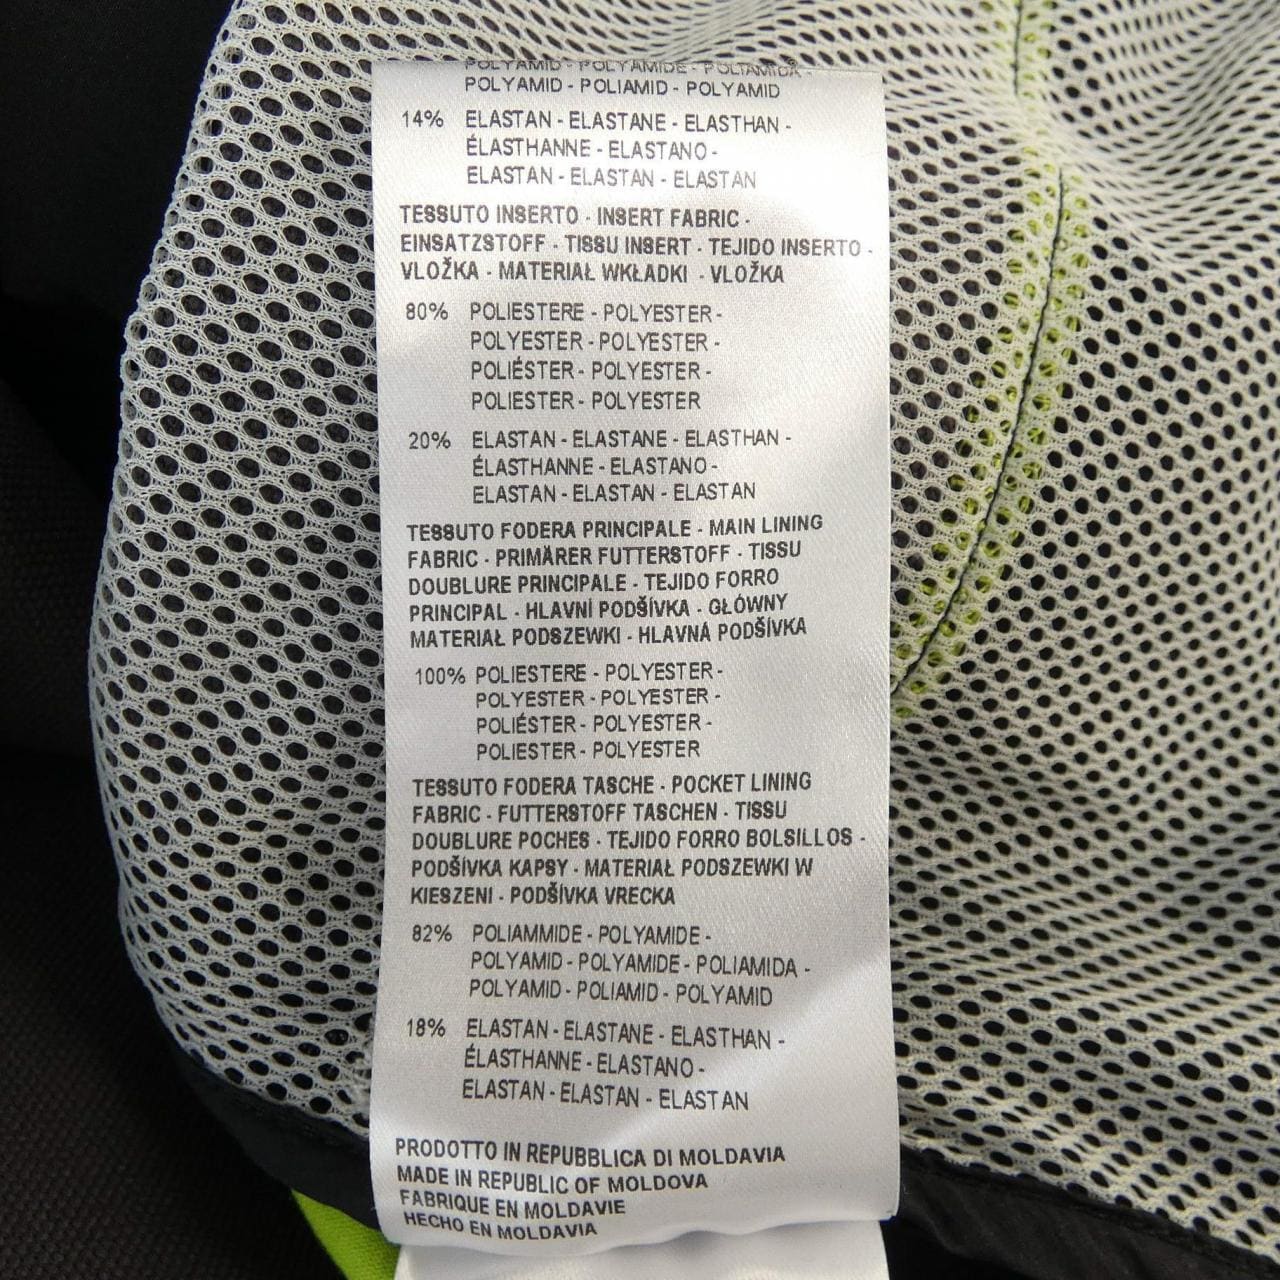 POLYAMID - POLYAMIDE - POLIAMIDA -
POLYAMID - POLIAMID - POLYAMID
14% ELASTAN - ELASTANE - ELASTHAN -
ÉLASTHANNE - ELASTANO -
ELASTAN - ELASTAN - ELASTAN
TESSUTO INSERTO - INSERT FABRIC -
EINSATZSTOFF - TISSU INSERT - TEJIDO INSERTO -
VLOŽKA - MATERIAŁ WKŁADKI - VLOŽKA
80% POLIESTERE - POLYESTER -
POLYESTER - POLYESTER -
POLIÉSTER - POLYESTER -
POLIESTER - POLYESTER
20% ELASTAN - ELASTANE - ELASTHAN -
ÉLASTHANNE - ELASTANO -
ELASTAN - ELASTAN - ELASTAN
TESSUTO FODERA PRINCIPALE - MAIN LINING
FABRIC - PRIMÄRER FUTTERSTOFF - TISSU
DOUBLURE PRINCIPALE - TEJIDO FORRO
PRINCIPAL - HLAVNÍ PODŠÍVKA - GŁÓWNY
MATERIAŁ PODSZEWKI - HLAVNÁ PODŠÍVKA
100% POLIESTERE - POLYESTER -
POLYESTER - POLYESTER -
POLIÉSTER - POLYESTER -
POLIESTER - POLYESTER
TESSUTO FODERA TASCHE - POCKET LINING
FABRIC - FUTTERSTOFF TASCHEN - TISSU
DOUBLURE POCHES - TEJIDO FORRO BOLSILLOS -
PODŠÍVKA KAPSY - MATERIAŁ PODSZEWKI W
KIESZENI - PODŠÍVKA VRECKA
82% POLIAMMIDE - POLYAMIDE -
POLYAMID - POLYAMIDE - POLIAMIDA -
POLYAMID - POLIAMID - POLYAMID
18% ELASTAN - ELASTANE - ELASTHAN -
ÉLASTHANNE - ELASTANO -
ELASTAN - ELASTAN - ELASTAN
PRODOTTO IN REPUBBLICA DI MOLDAVIA
MADE IN REPUBLIC OF MOLDOVA
FABRIQUE EN MOLDAVIE
HECHO EN MOLDAVIA